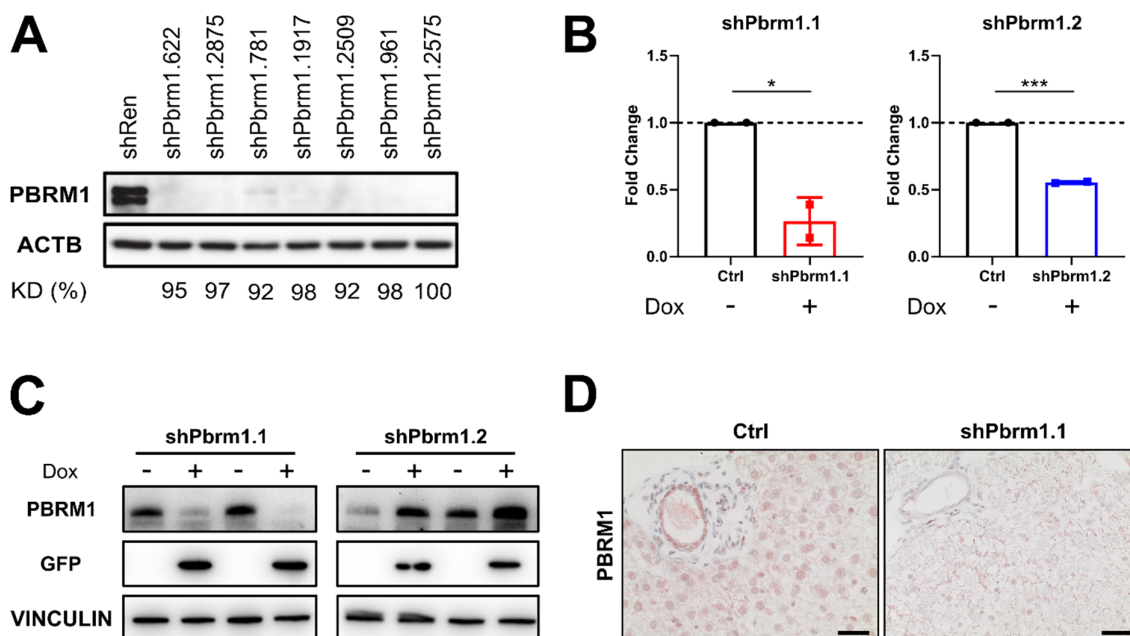 A
shRen
shPbrm1.622
shPbrm1.2875
shPbrm1.781
shPbrm1.1917
shPbrm1.2509
shPbrm1.961
shPbrm1.2575
PBRM1
ACTB
KD (%) 95 97 92 98 92 98 100
B
shPbrm1.1
Fold Change
1.5
1.0
0.5
0.0
*
Ctrl shPbrm1.1
Dox - +
shPbrm1.2
Fold Change
1.5
1.0
0.5
0.0
***
Ctrl shPbrm1.2
- +
C
shPbrm1.1 shPbrm1.2
Dox - + - + - + - +
PBRM1
GFP
VINCULIN
D
Ctrl shPbrm1.1
PBRM1